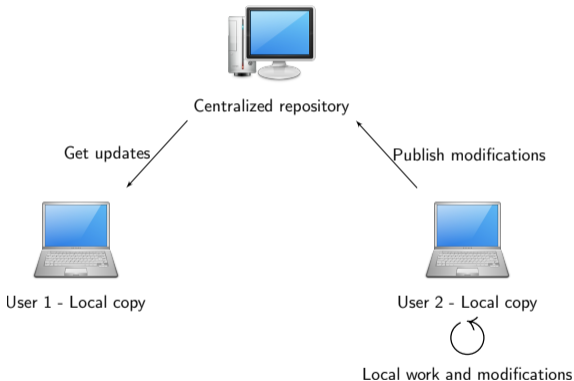 Centralized repository
Get updates
Publish modifications
User 1 - Local copy
User 2 - Local copy
Local work and modifications